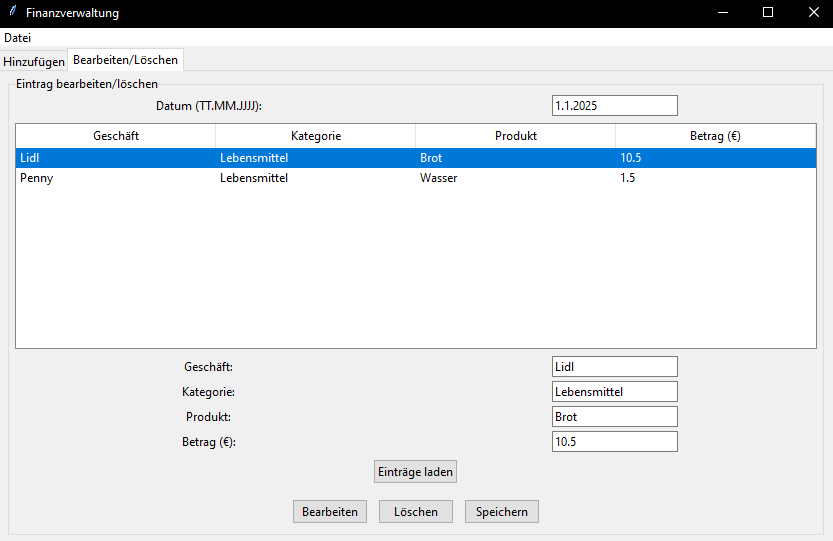 Finanzverwaltung
Datei
Hinzufügen Bearbeiten/Löschen
Eintrag bearbeiten/löschen
Datum (TT.MM.JJJJ): 1.1.2025
Geschäft Kategorie Produkt Betrag (€)
Lidl Lebensmittel Brot 10.5
Penny Lebensmittel Wasser 1.5
Geschäft: Lidl
Kategorie: Lebensmittel
Produkt: Brot
Betrag (€): 10.5
Einträge laden
Bearbeiten Löschen Speichern